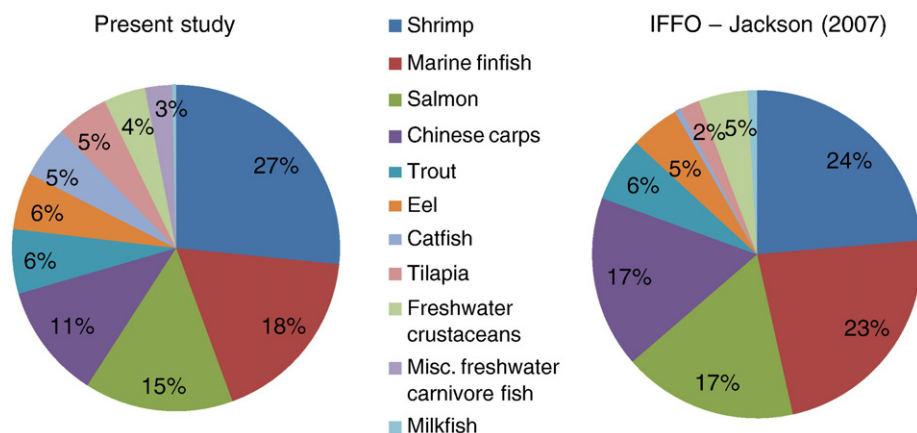 Present study
IFFO – Jackson (2007)
Shrimp
Marine finfish
Salmon
Chinese carps
Trout
Eel
Catfish
Tilapia
Freshwater
crustaceans
Misc. freshwater
carnivore fish
Milkfish
27%
18%
15%
11%
6%
6%
5%
5%
4%
3%
24%
23%
17%
17%
6%
5%
2%
5%